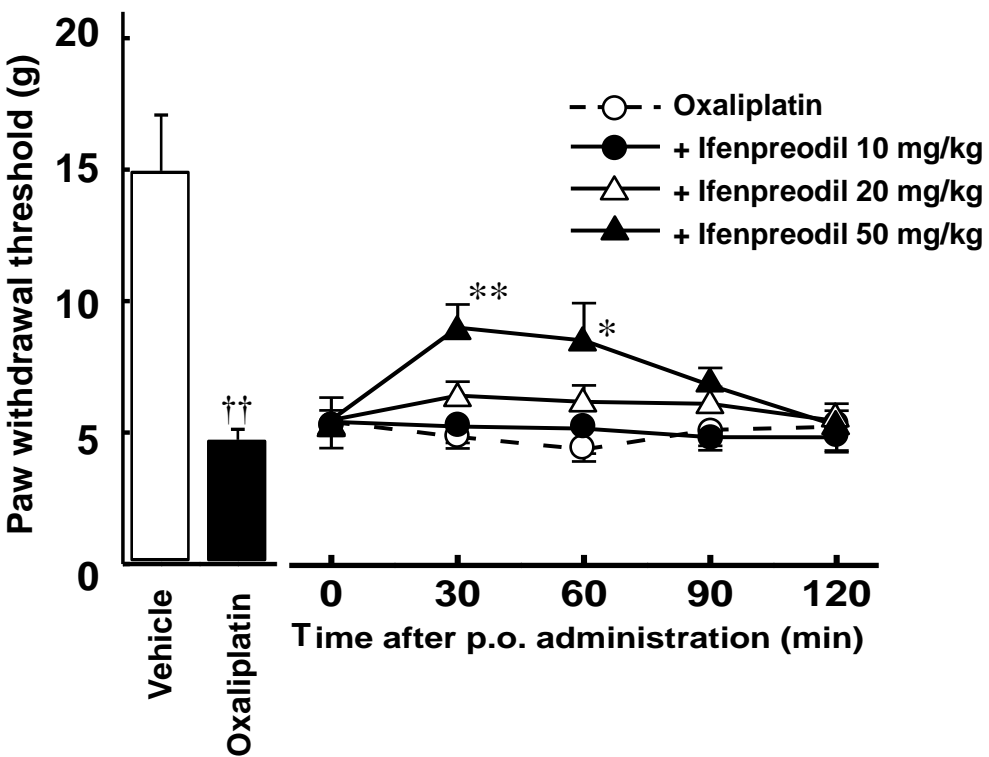 Paw withdrawal threshold (g)
20
15
10
5
0
Oxaliplatin
+ Ifenpreodil 10 mg/kg
+ Ifenpreodil 20 mg/kg
+ Ifenpreodil 50 mg/kg
**
*
††
0 30 60 90 120
Time after p.o. administration (min)
Vehicle
Oxaliplatin